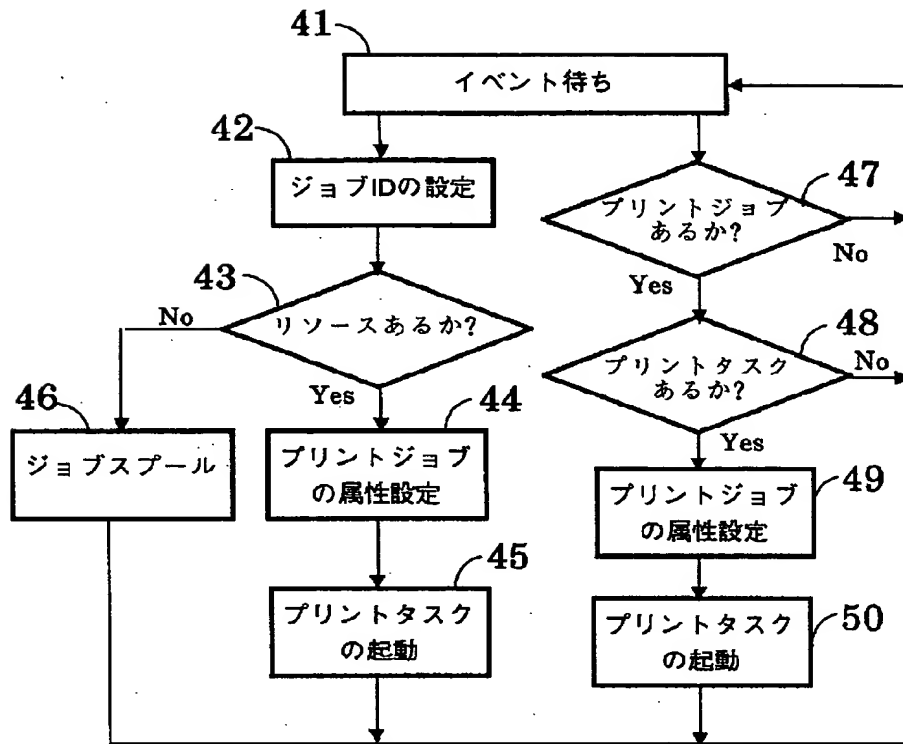 41
イベント待ち
42
ジョブIDの設定
47
プリントジョブ
あるか?
No
Yes
43
リソースあるか?
No
Yes
48
プリントタスク
あるか?
No
Yes
46
ジョブスプール
44
プリントジョブ
の属性設定
49
プリントジョブ
の属性設定
45
プリントタスク
の起動
50
プリントタスク
の起動